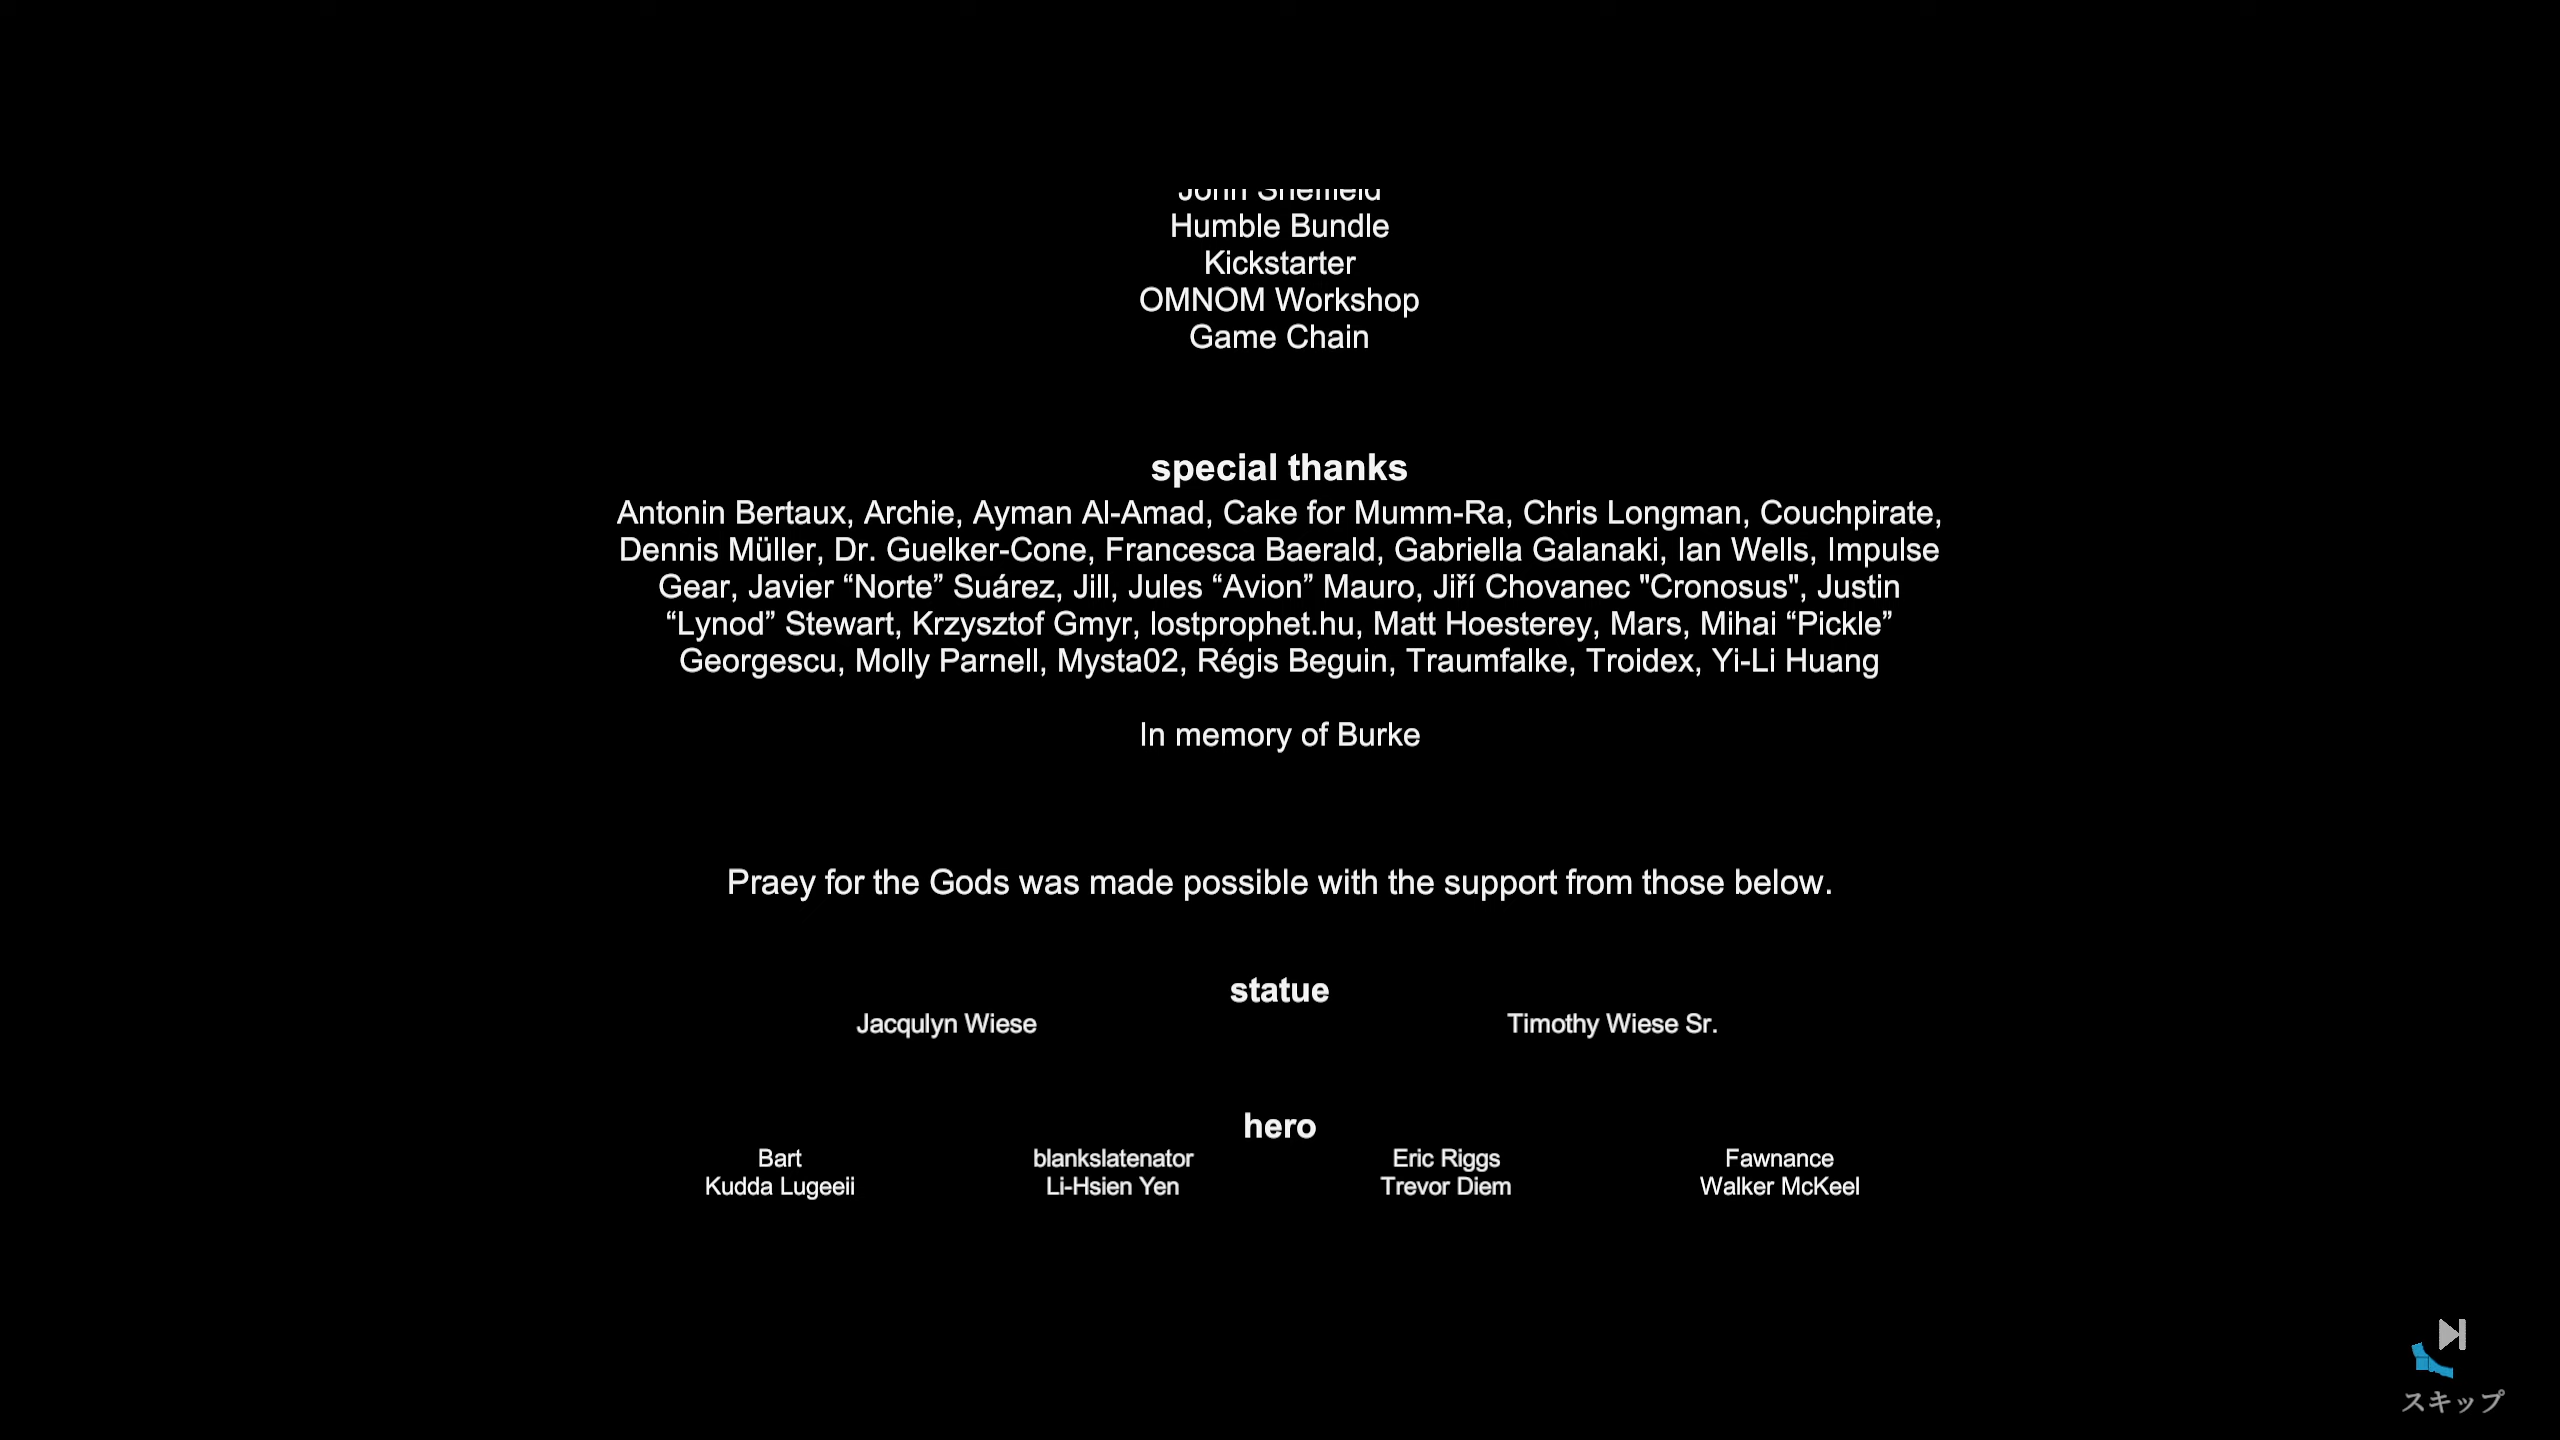 John Sheffield
Humble Bundle
Kickstarter
OMNOM Workshop
Game Chain
special thanks
Antonin Bertaux, Archie, Ayman Al-Amad, Cake for Mumm-Ra, Chris Longman, Couchpirate,
Dennis Müller, Dr. Guelker-Cone, Francesca Baerald, Gabriella Galanaki, Ian Wells, Impulse
Gear, Javier “Norte” Suárez, Jill, Jules “Avion” Mauro, Jiří Chovanec "Cronosus", Justin
“Lynod” Stewart, Krzysztof Gmyr, lostprophet.hu, Matt Hoesterey, Mars, Mihai “Pickle”
Georgescu, Molly Parnell, Mysta02, Régis Beguin, Traumfalke, Troidex, Yi-Li Huang
In memory of Burke
Praey for the Gods was made possible with the support from those below.
statue
Jacqulyn Wiese Timothy Wiese Sr.
hero
Bart blankslatenator Eric Riggs Fawnance
Kudda Lugeeii Li-Hsien Yen Trevor Diem Walker McKeel
スキップ